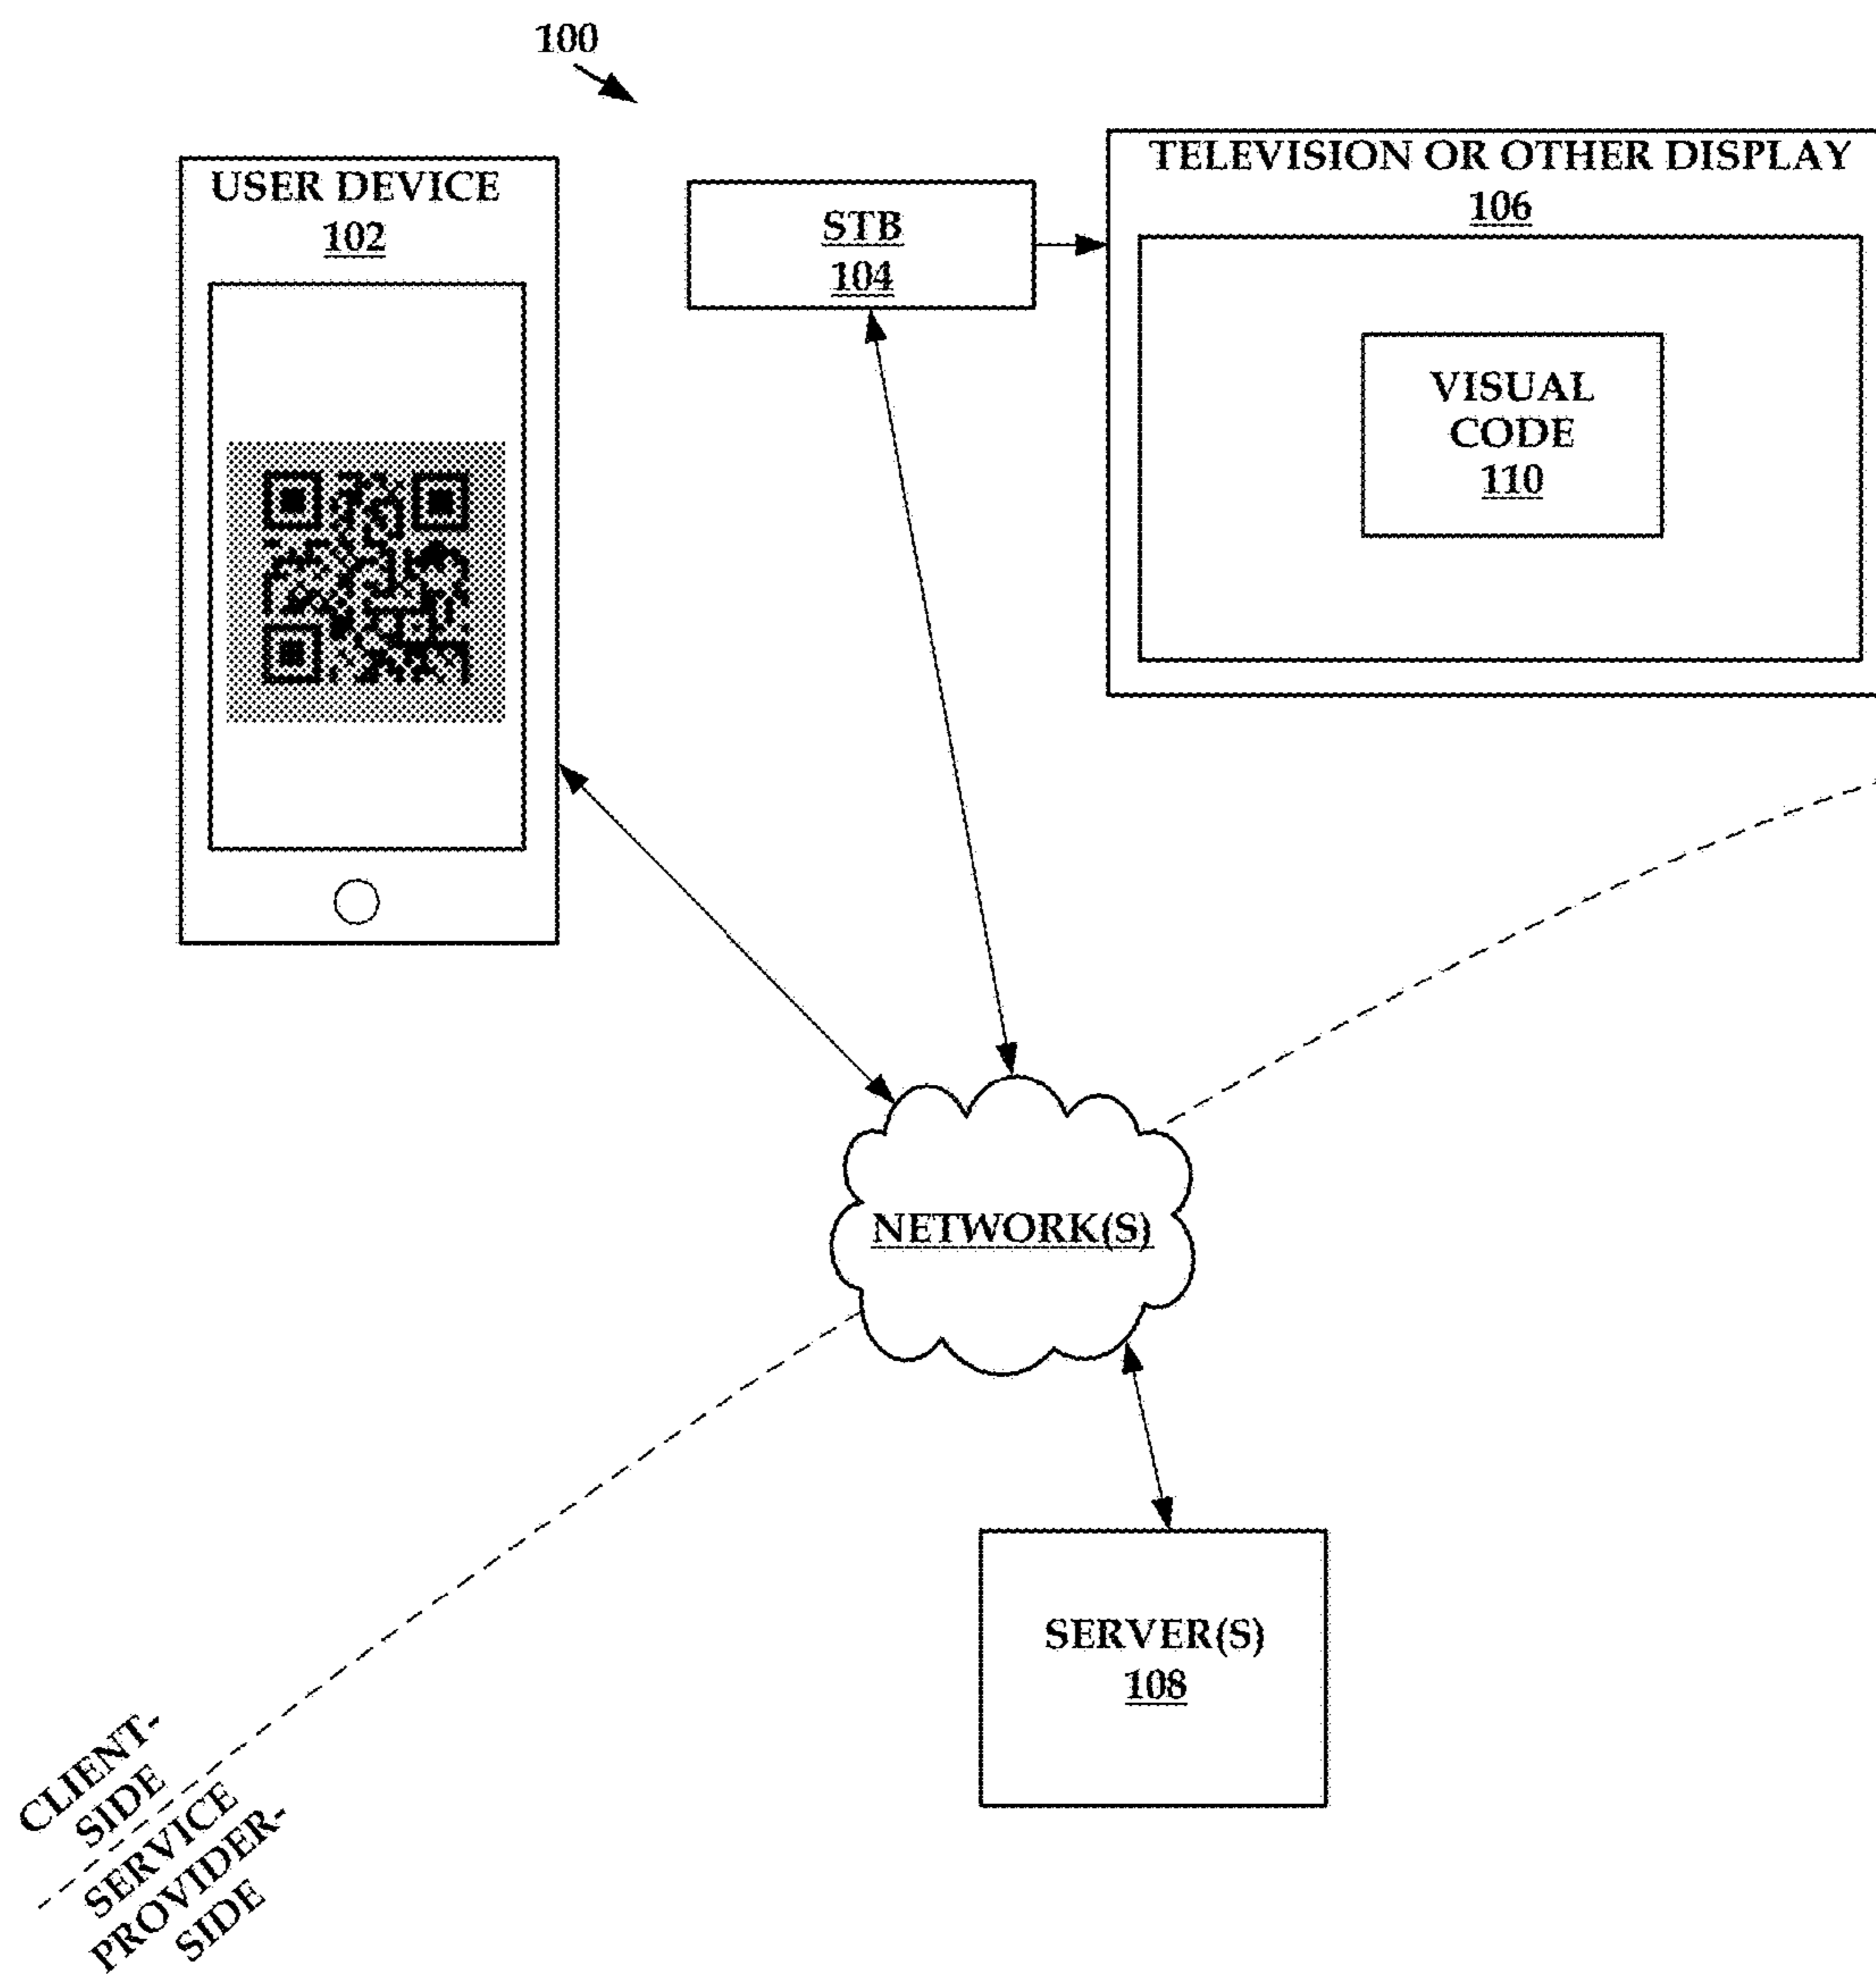 100
USER DEVICE
102
STB
104
TELEVISION OR OTHER DISPLAY
106
VISUAL
CODE
110
NETWORK(S)
SERVER(S)
108
CLIENT-
SIDE
SERVICE
PROVIDER-
SIDE